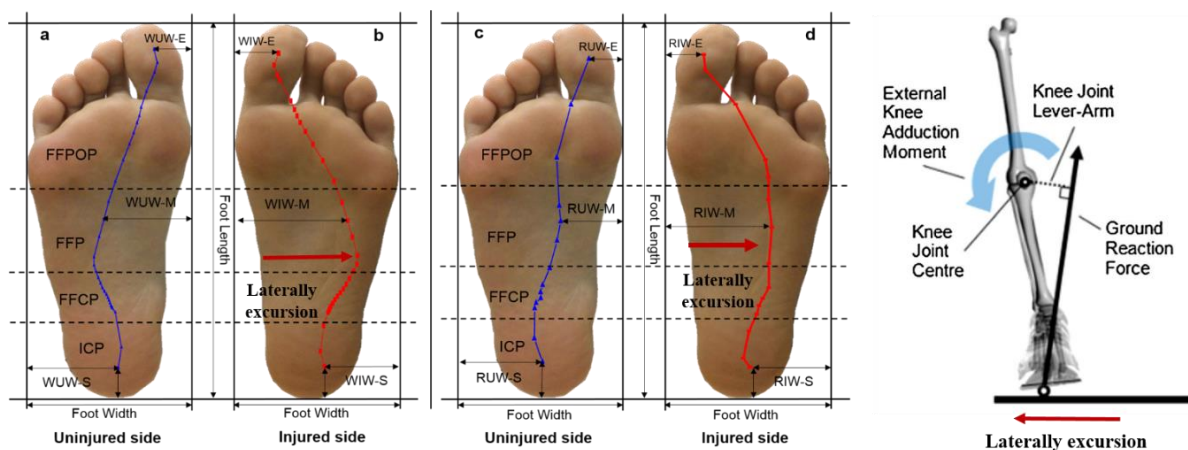 a
WUW-E
WIW-E
b
FFPOP
WUW-M
WIW-M
FFP
FFCP
ICP
WUW-S
WIW-S
Laterally
excursion
Foot Length
Foot Width
Foot Width
Uninjured side
Injured side
c
RUW-E
RIW-E
d
FFPOP
RUW-M
RIW-M
FFP
FFCP
ICP
RUW-S
RIW-S
Laterally
excursion
Foot Length
Foot Width
Foot Width
Uninjured side
Injured side
External
Knee
Adduction
Moment
Knee Joint
Lever-Arm
Knee
Joint
Centre
Ground
Reaction
Force
Laterally excursion